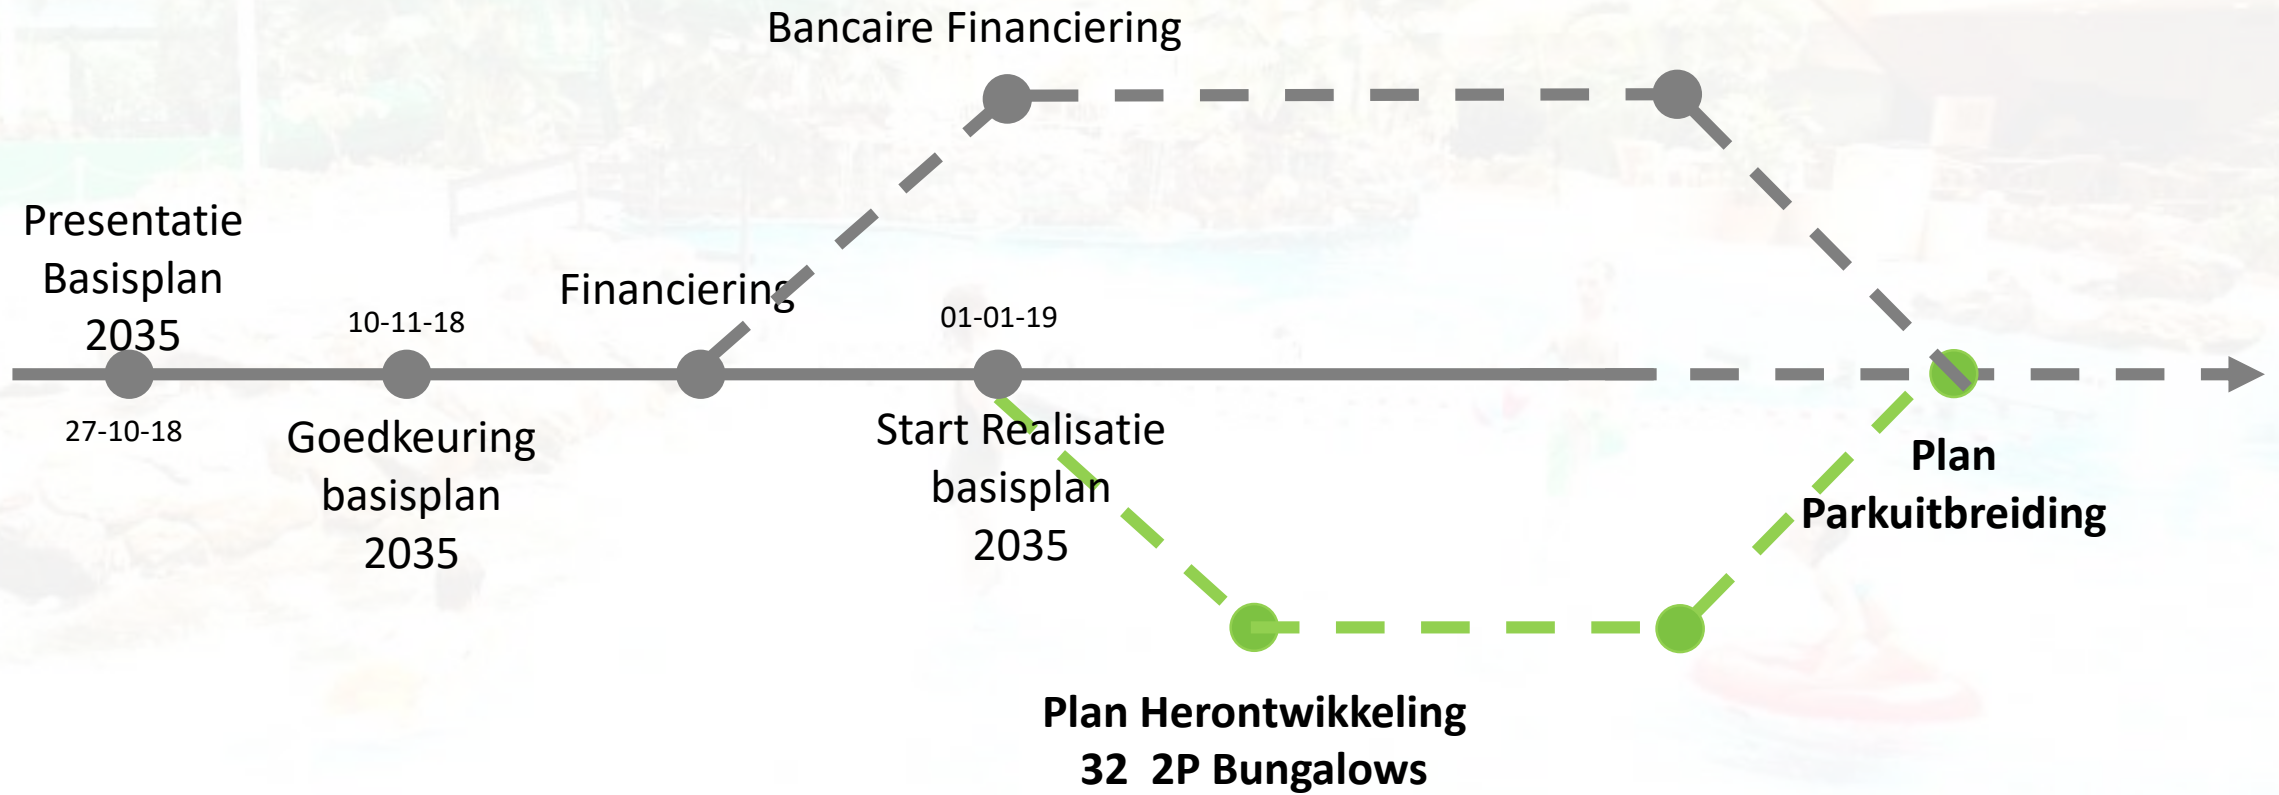 Bancaire Financiering
Presentatie
Basisplan
2035
27-10-18
10-11-18
Goedkeuring
basisplan
2035
Financiering
01-01-19
Start Realisatie
basisplan
2035
Plan
Parkuitbreiding
Plan Herontwikkeling
32 2P Bungalows